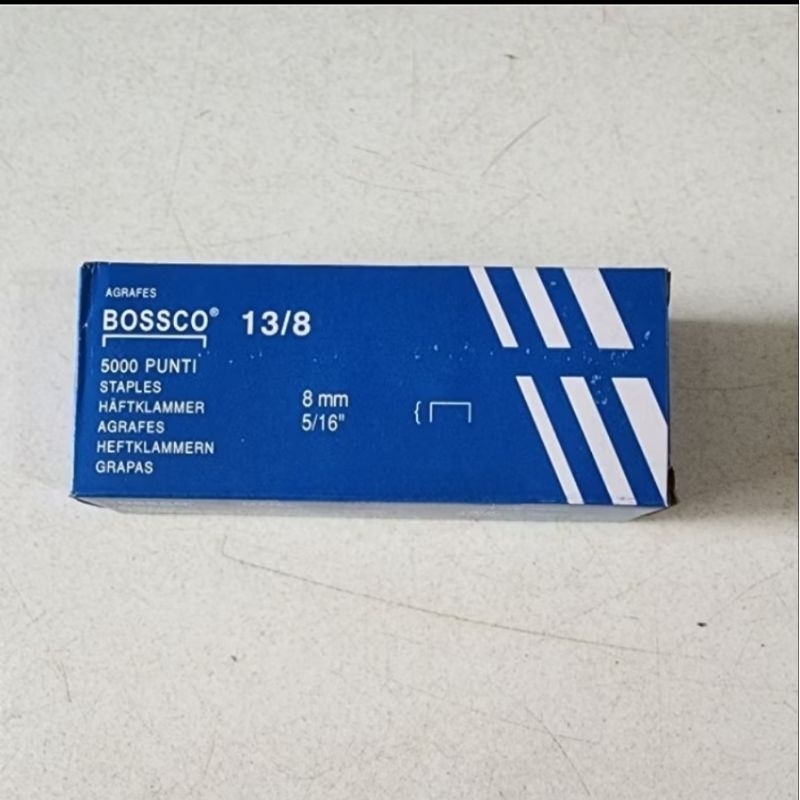 AGRAFES
BOSSCO® 13/8
5000 PUNTI
STAPLES
HÄFTKLAMMER
AGRAFES
HEFTKLAMMERN
GRAPAS
8 mm
5/16"